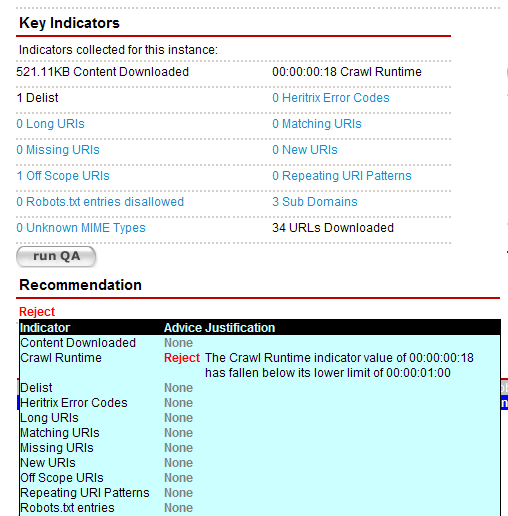 Key Indicators
Indicators collected for this instance:
521.11KB Content Downloaded 00:00:00:18 Crawl Runtime
1 Delist 0 Heritrix Error Codes
0 Long URIs 0 Matching URIs
0 Missing URIs 0 New URIs
1 Off Scope URIs 0 Repeating URI Patterns
0 Robots.txt entries disallowed 3 Sub Domains
0 Unknown MIME Types 34 URLs Downloaded
run QA
Recommendation
Reject
Indicator Advice Justification
Content Downloaded None
Crawl Runtime Reject The Crawl Runtime indicator value of 00:00:00:18
has fallen below its lower limit of 00:00:01:00
Delist None
Heritrix Error Codes None
Long URIs None
Matching URIs None
Missing URIs None
New URIs None
Off Scope URIs None
Repeating URI Patterns None
Robots.txt entries None